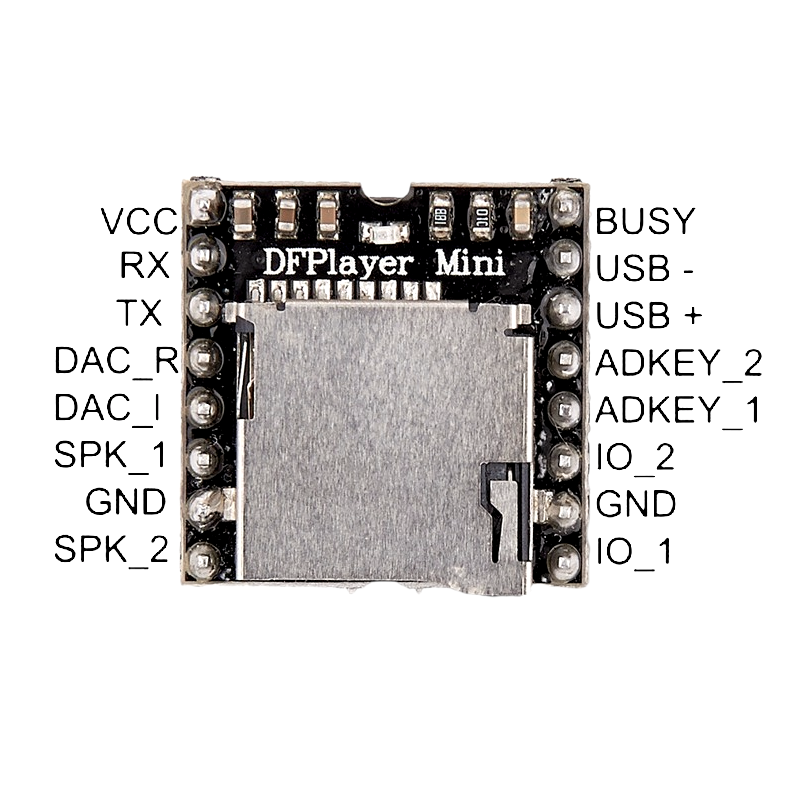 VCC
RX
TX
DAC_R
DAC_I
SPK_1
GND
SPK_2
DFPlayer Mini
BUSY
USB -
USB +
ADKEY_2
ADKEY_1
IO_2
GND
IO_1